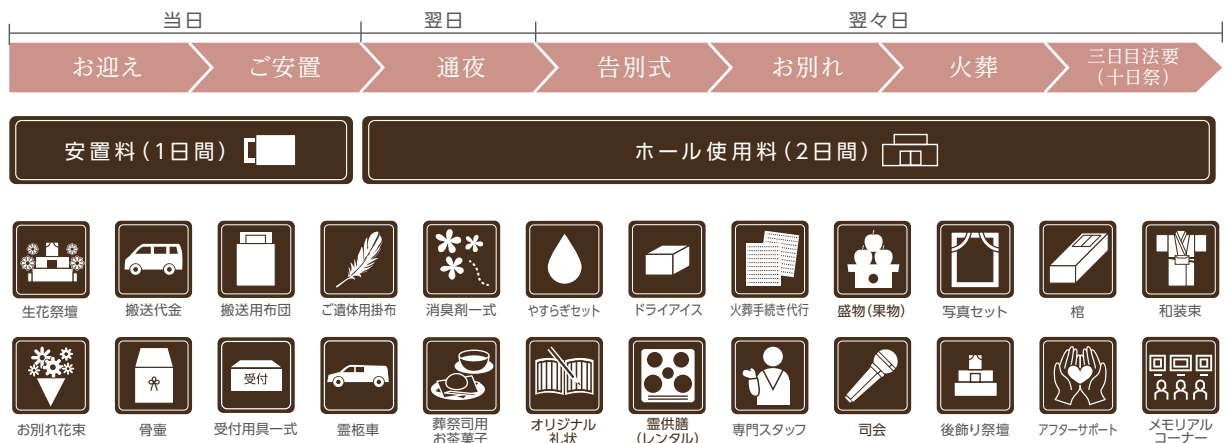 当日
翌日
翌々日
お迎え
ご安置
通夜
告別式
お別れ
火葬
三日目法要
(十日祭)
安置料(1日間)
ホール使用料(2日間)
生花祭壇
搬送代金
搬送用布団
ご遺体用掛布
消臭剤一式
やすらぎセット
ドライアイス
火葬手続き代行
盛物(果物)
写真セット
棺
和装束
受付
お別れ花束
骨壷
受付用具一式
霊柩車
葬祭司用
お茶菓子
オリジナル
礼状
霊供膳
(レンタル)
専門スタッフ
司会
後飾り祭壇
アフターサポート
メモリアル
コーナー